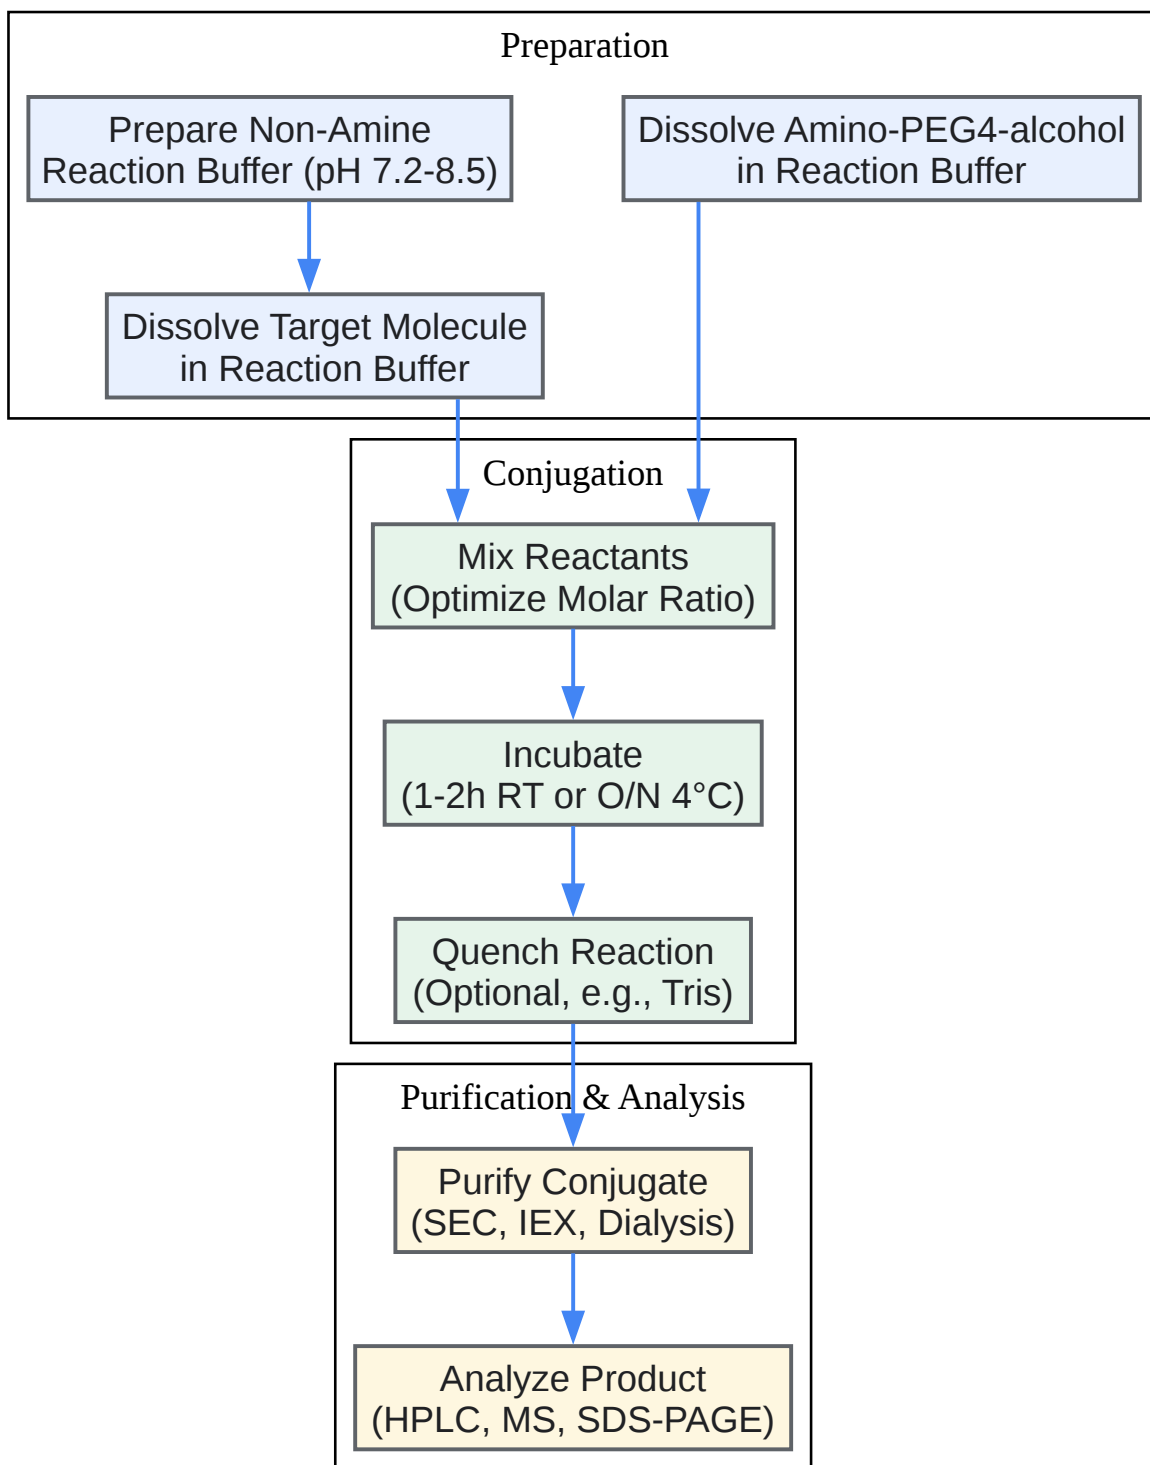 Preparation
Prepare Non-Amine
Reaction Buffer (pH 7.2-8.5)
Dissolve Amino-PEG4-alcohol
in Reaction Buffer
Dissolve Target Molecule
in Reaction Buffer
Conjugation
Mix Reactants
(Optimize Molar Ratio)
Incubate
(1-2h RT or O/N 4°C)
Quench Reaction
(Optional, e.g., Tris)
Purification & Analysis
Purify Conjugate
(SEC, IEX, Dialysis)
Analyze Product
(HPLC, MS, SDS-PAGE)